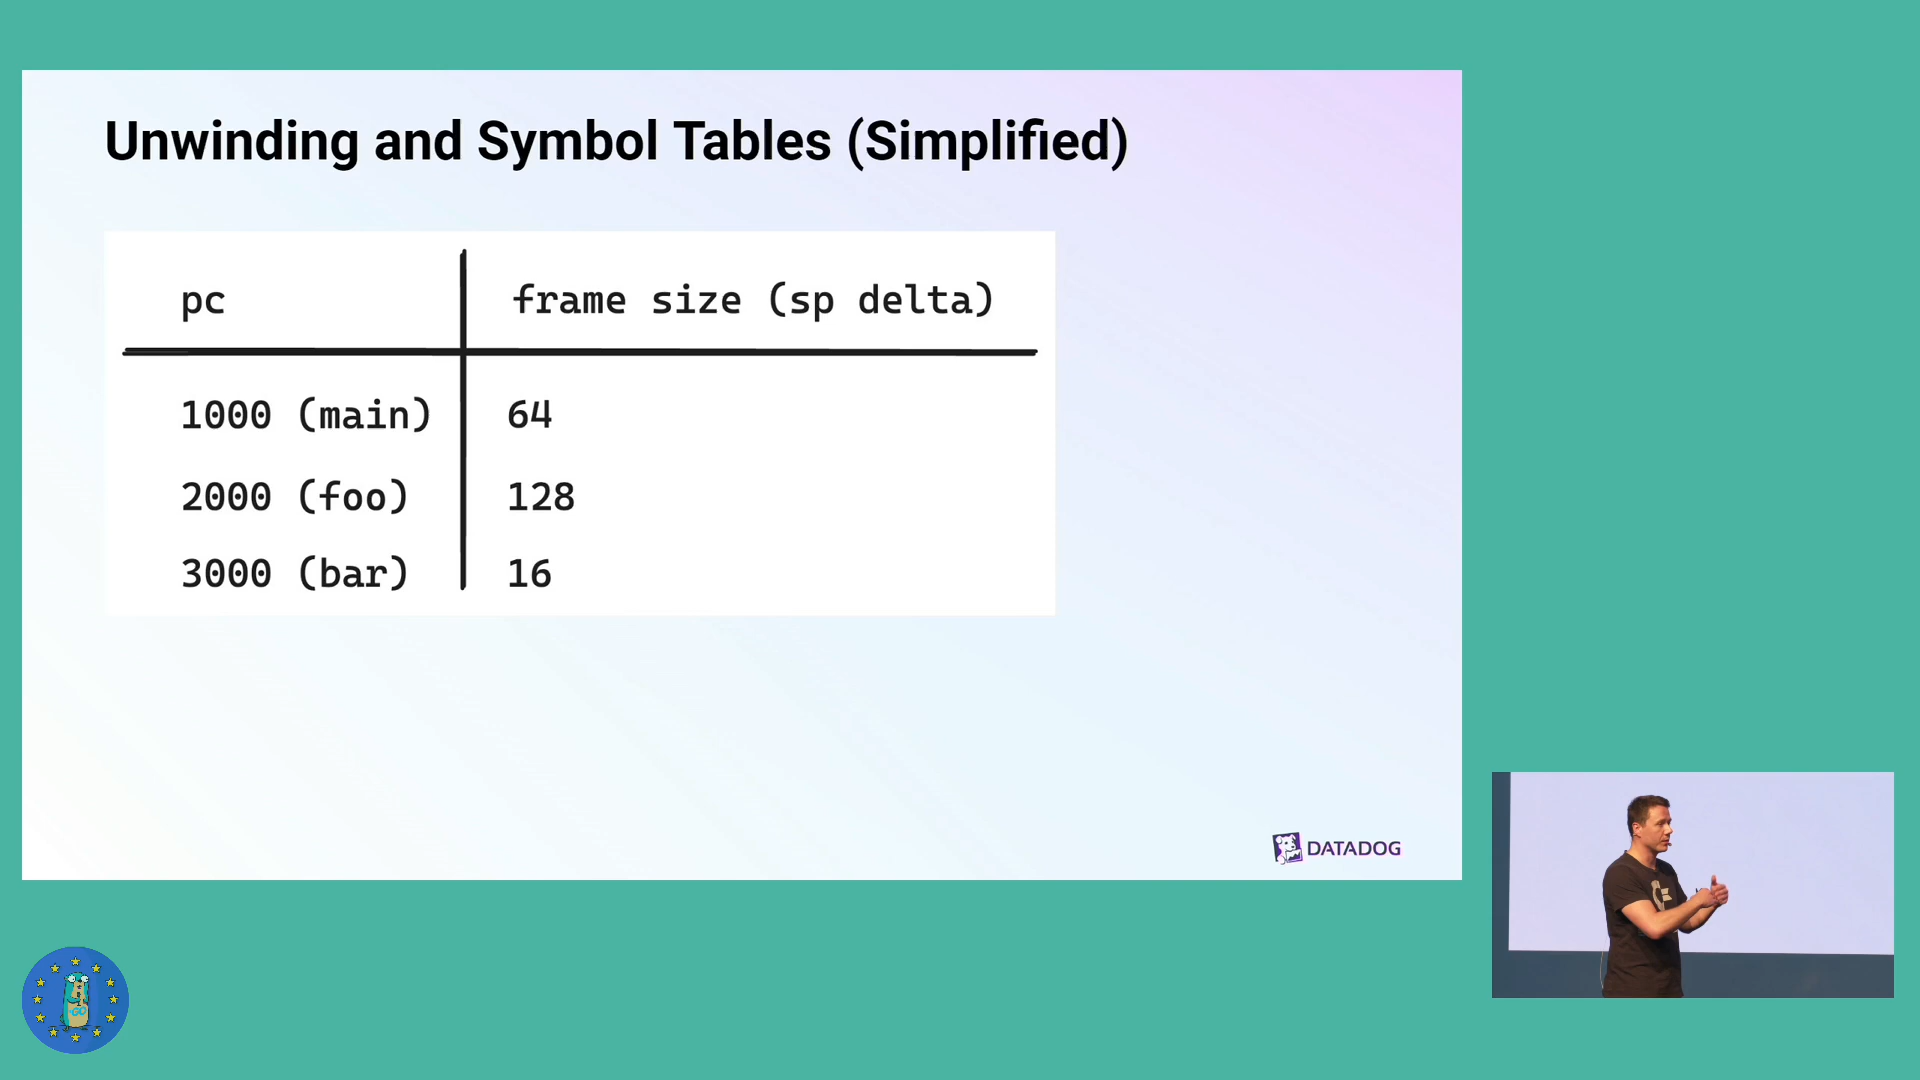 Unwinding and Symbol Tables (Simplified)
pc frame size (sp delta)
1000 (main) 64
2000 (foo) 128
3000 (bar) 16
DATADOG
GO